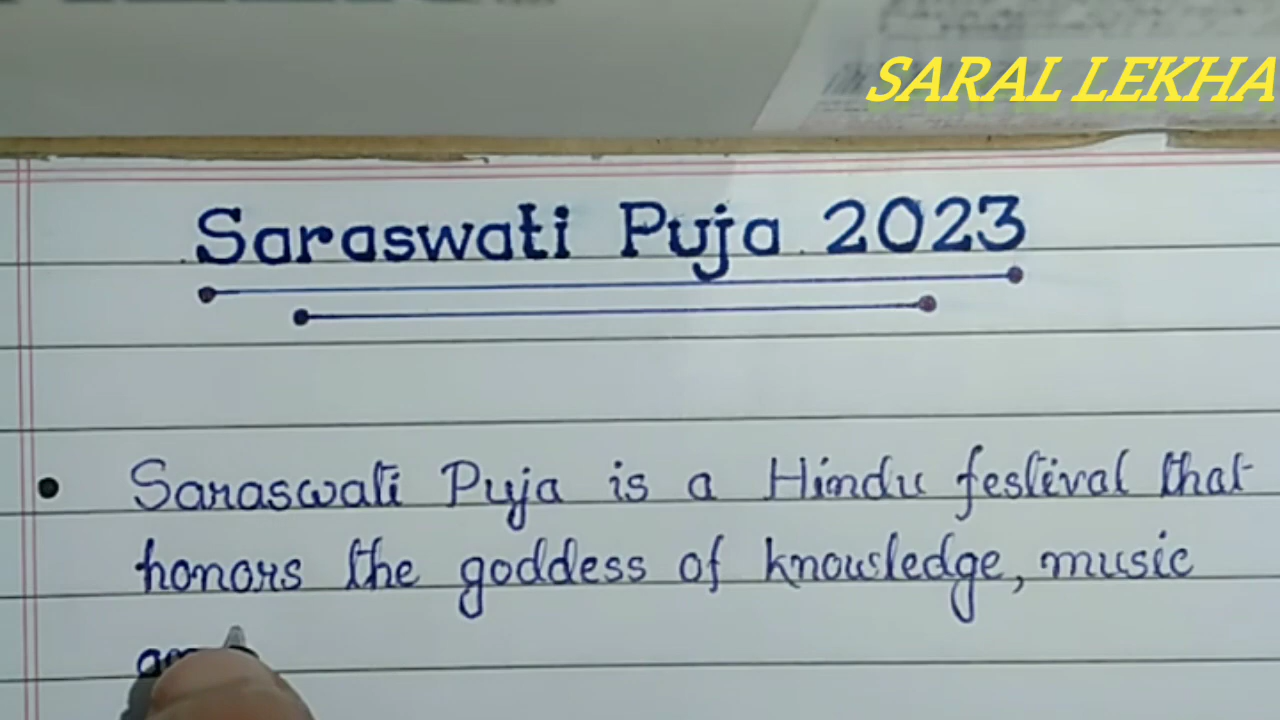 SARAL LEKHA
Saraswati Puja 2023
• Saraswati Puja is a Hindu festival that
honors the goddess of knowledge, music